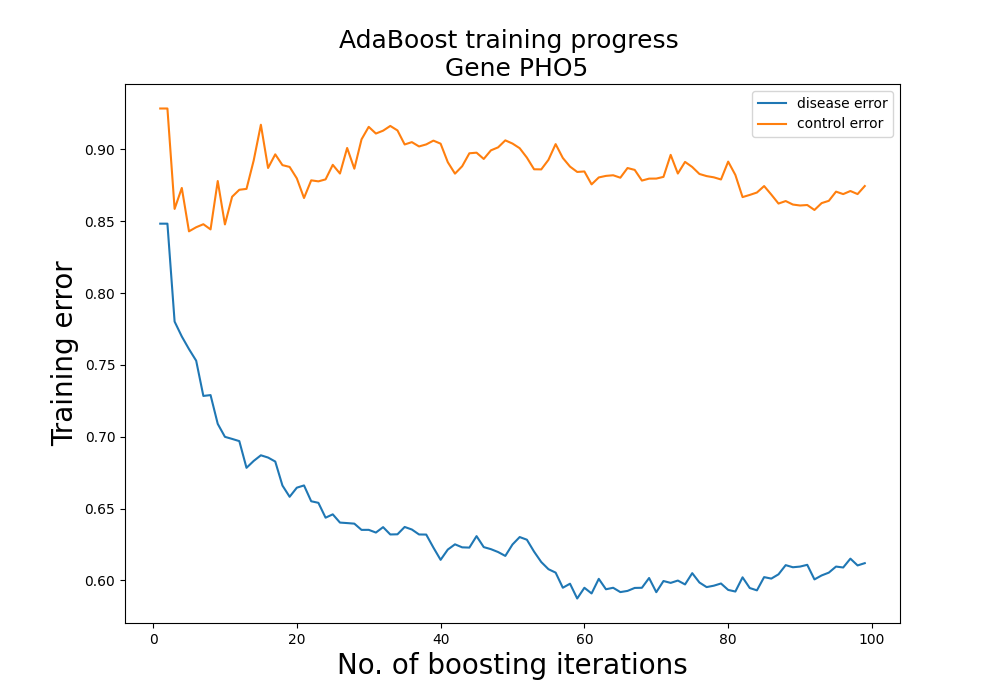 AdaBoost training progress
Gene PHO5
disease error
control error
Training error
0.90
0.85
0.80
0.75
0.70
0.65
0.60
0
20
40
60
80
100
No. of boosting iterations